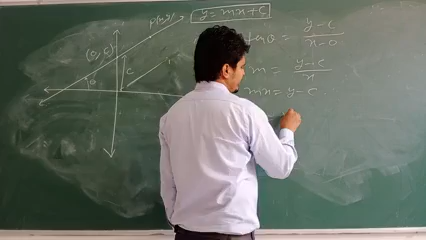 P(x,y)
y = mx + c
(0, c)
c
θ
tanθ = y-c / x-0
m = y-c / x
mx = y-c